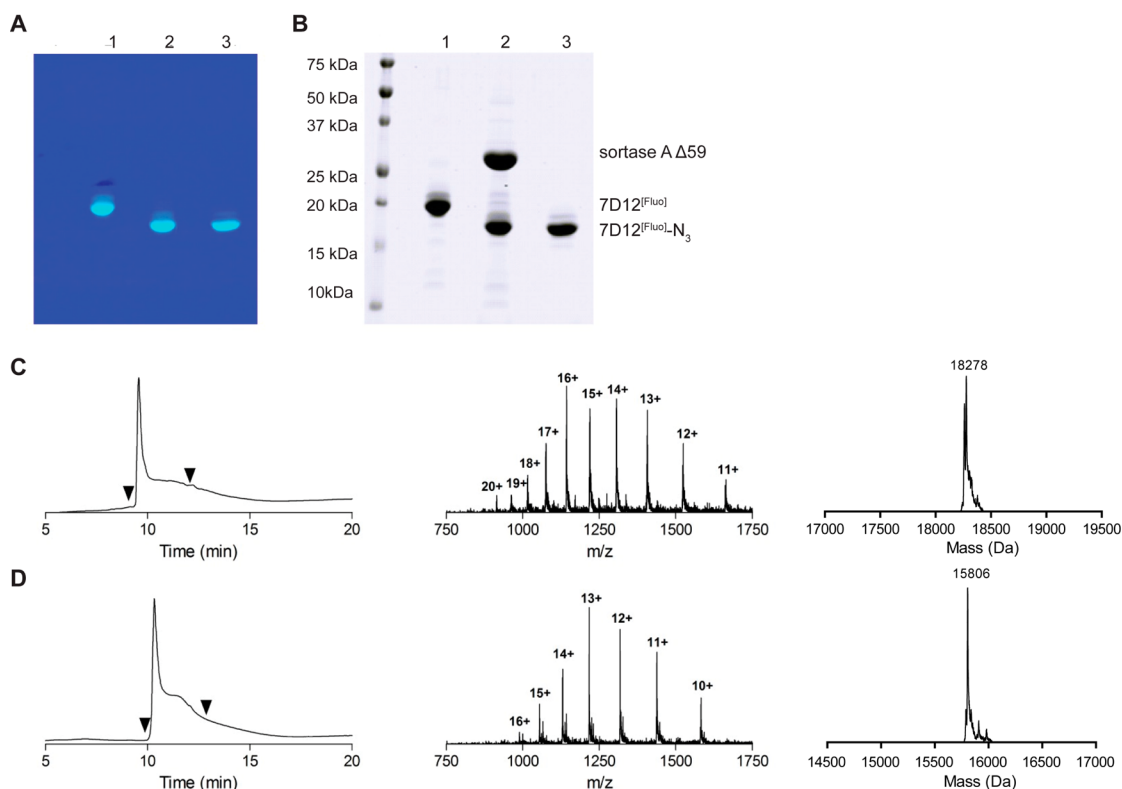 A
1 2 3
B
1 2 3
75 kDa
50 kDa
37 kDa
25 kDa
20 kDa
15 kDa
10kDa
sortase A Δ59
7D12[Fluo]
7D12[Fluo]-N3
C
5 10 15 20
Time (min)
20+ 19+ 18+ 17+ 16+ 15+ 14+ 13+ 12+ 11+
750 1000 1250 1500 1750
m/z
18278
17000 17500 18000 18500 19000 19500
Mass (Da)
D
5 10 15 20
Time (min)
16+ 15+ 14+ 13+ 12+ 11+ 10+
750 1000 1250 1500 1750
m/z
15806
14500 15000 15500 16000 16500 17000
Mass (Da)